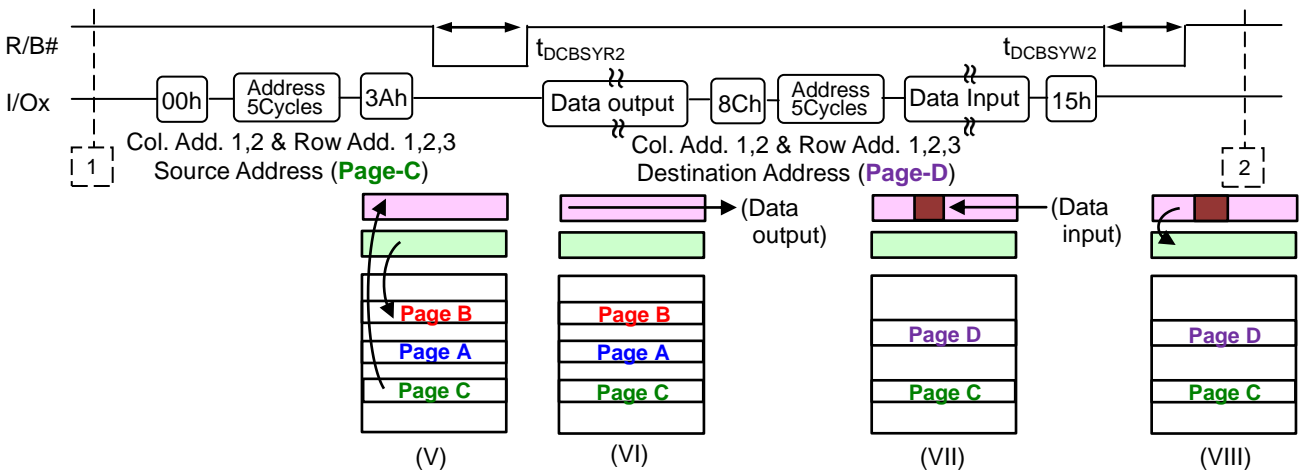 R/B#
tDCBSYR2
tDCBSYW2
I/Ox
00h
Address
5Cycles
3Ah
Data output
8Ch
Address
5Cycles
Data Input
15h
Col. Add. 1,2 & Row Add. 1,2,3
Source Address (Page-C)
Col. Add. 1,2 & Row Add. 1,2,3
Destination Address (Page-D)
1
2
(Data
output)
(Data
input)
Page B
Page A
Page C
Page B
Page A
Page C
Page D
Page C
Page D
Page C
(V)
(VI)
(VII)
(VIII)